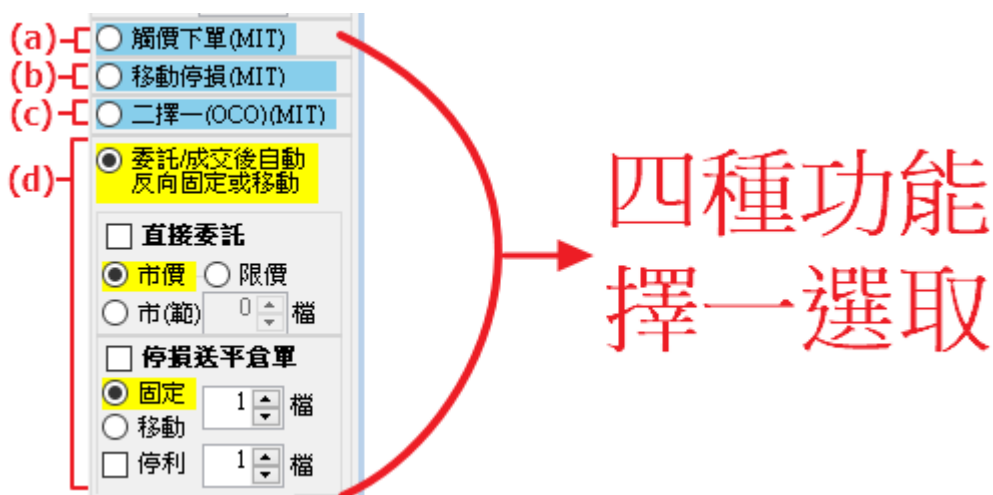 (a) 觸價下單(MIT)
(b) 移動停損(MIT)
(c) 二擇一(OCO)(MIT)
(d) 委託/成交後自動
反向固定或移動
直接委託
市價 限價
市(範) 0 檔
停損送平倉單
固定 1 檔
移動
停利 1 檔
四種功能
擇一選取